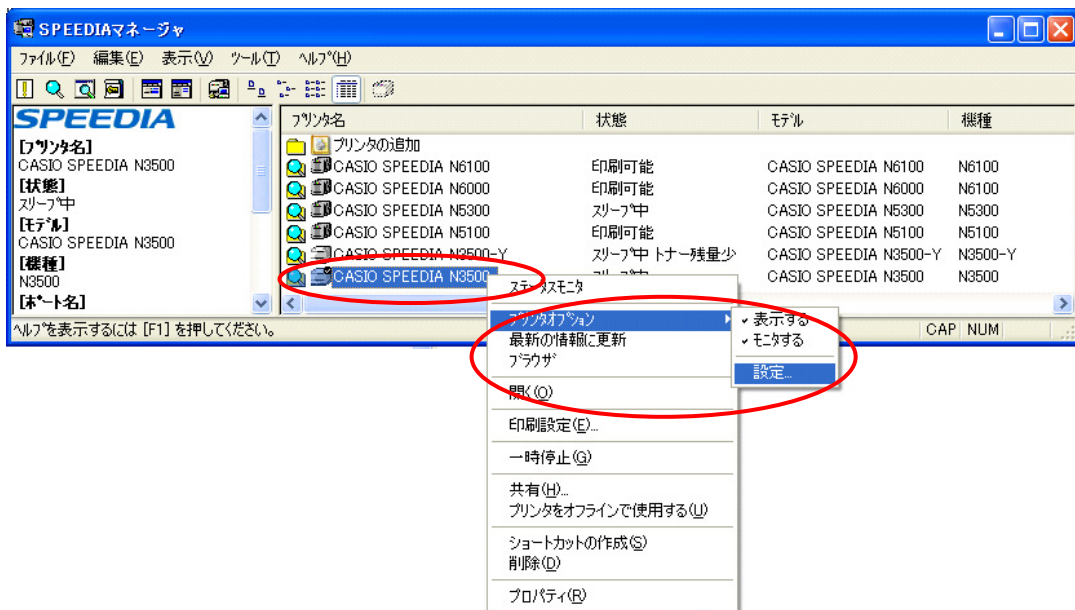 SPEEDIAマネージャ
ファイル(F) 編集(E) 表示(V) ツール(T) ヘルプ(H)
SPEEDIA
[プリンタ名]
CASIO SPEEDIA N3500
[状態]
スリープ中
[モデル]
CASIO SPEEDIA N3500
[機種]
N3500
[ポート名]
プリンタ名 状態 モデル 機種
プリンタの追加
CASIO SPEEDIA N6100 印刷可能 CASIO SPEEDIA N6100 N6100
CASIO SPEEDIA N6000 印刷可能 CASIO SPEEDIA N6000 N6100
CASIO SPEEDIA N5300 スリープ中 CASIO SPEEDIA N5300 N5300
CASIO SPEEDIA N5100 印刷可能 CASIO SPEEDIA N5100 N5100
CASIO SPEEDIA N3500-Y スリープ中 トナー残量少 CASIO SPEEDIA N3500-Y N3500-Y
CASIO SPEEDIA N3500 スリープ中 CASIO SPEEDIA N3500 N3500
ヘルプを表示するには [F1] を押してください。 CAP NUM
ステータスモニタ
プリンタオプション
最新の情報に更新
ブラウザ
開く(O)
印刷設定(E)...
一時停止(G)
共有(H)...
プリンタをオフラインで使用する(U)
ショートカットの作成(S)
削除(D)
プロパティ(R)
表示する
モニタする
設定...